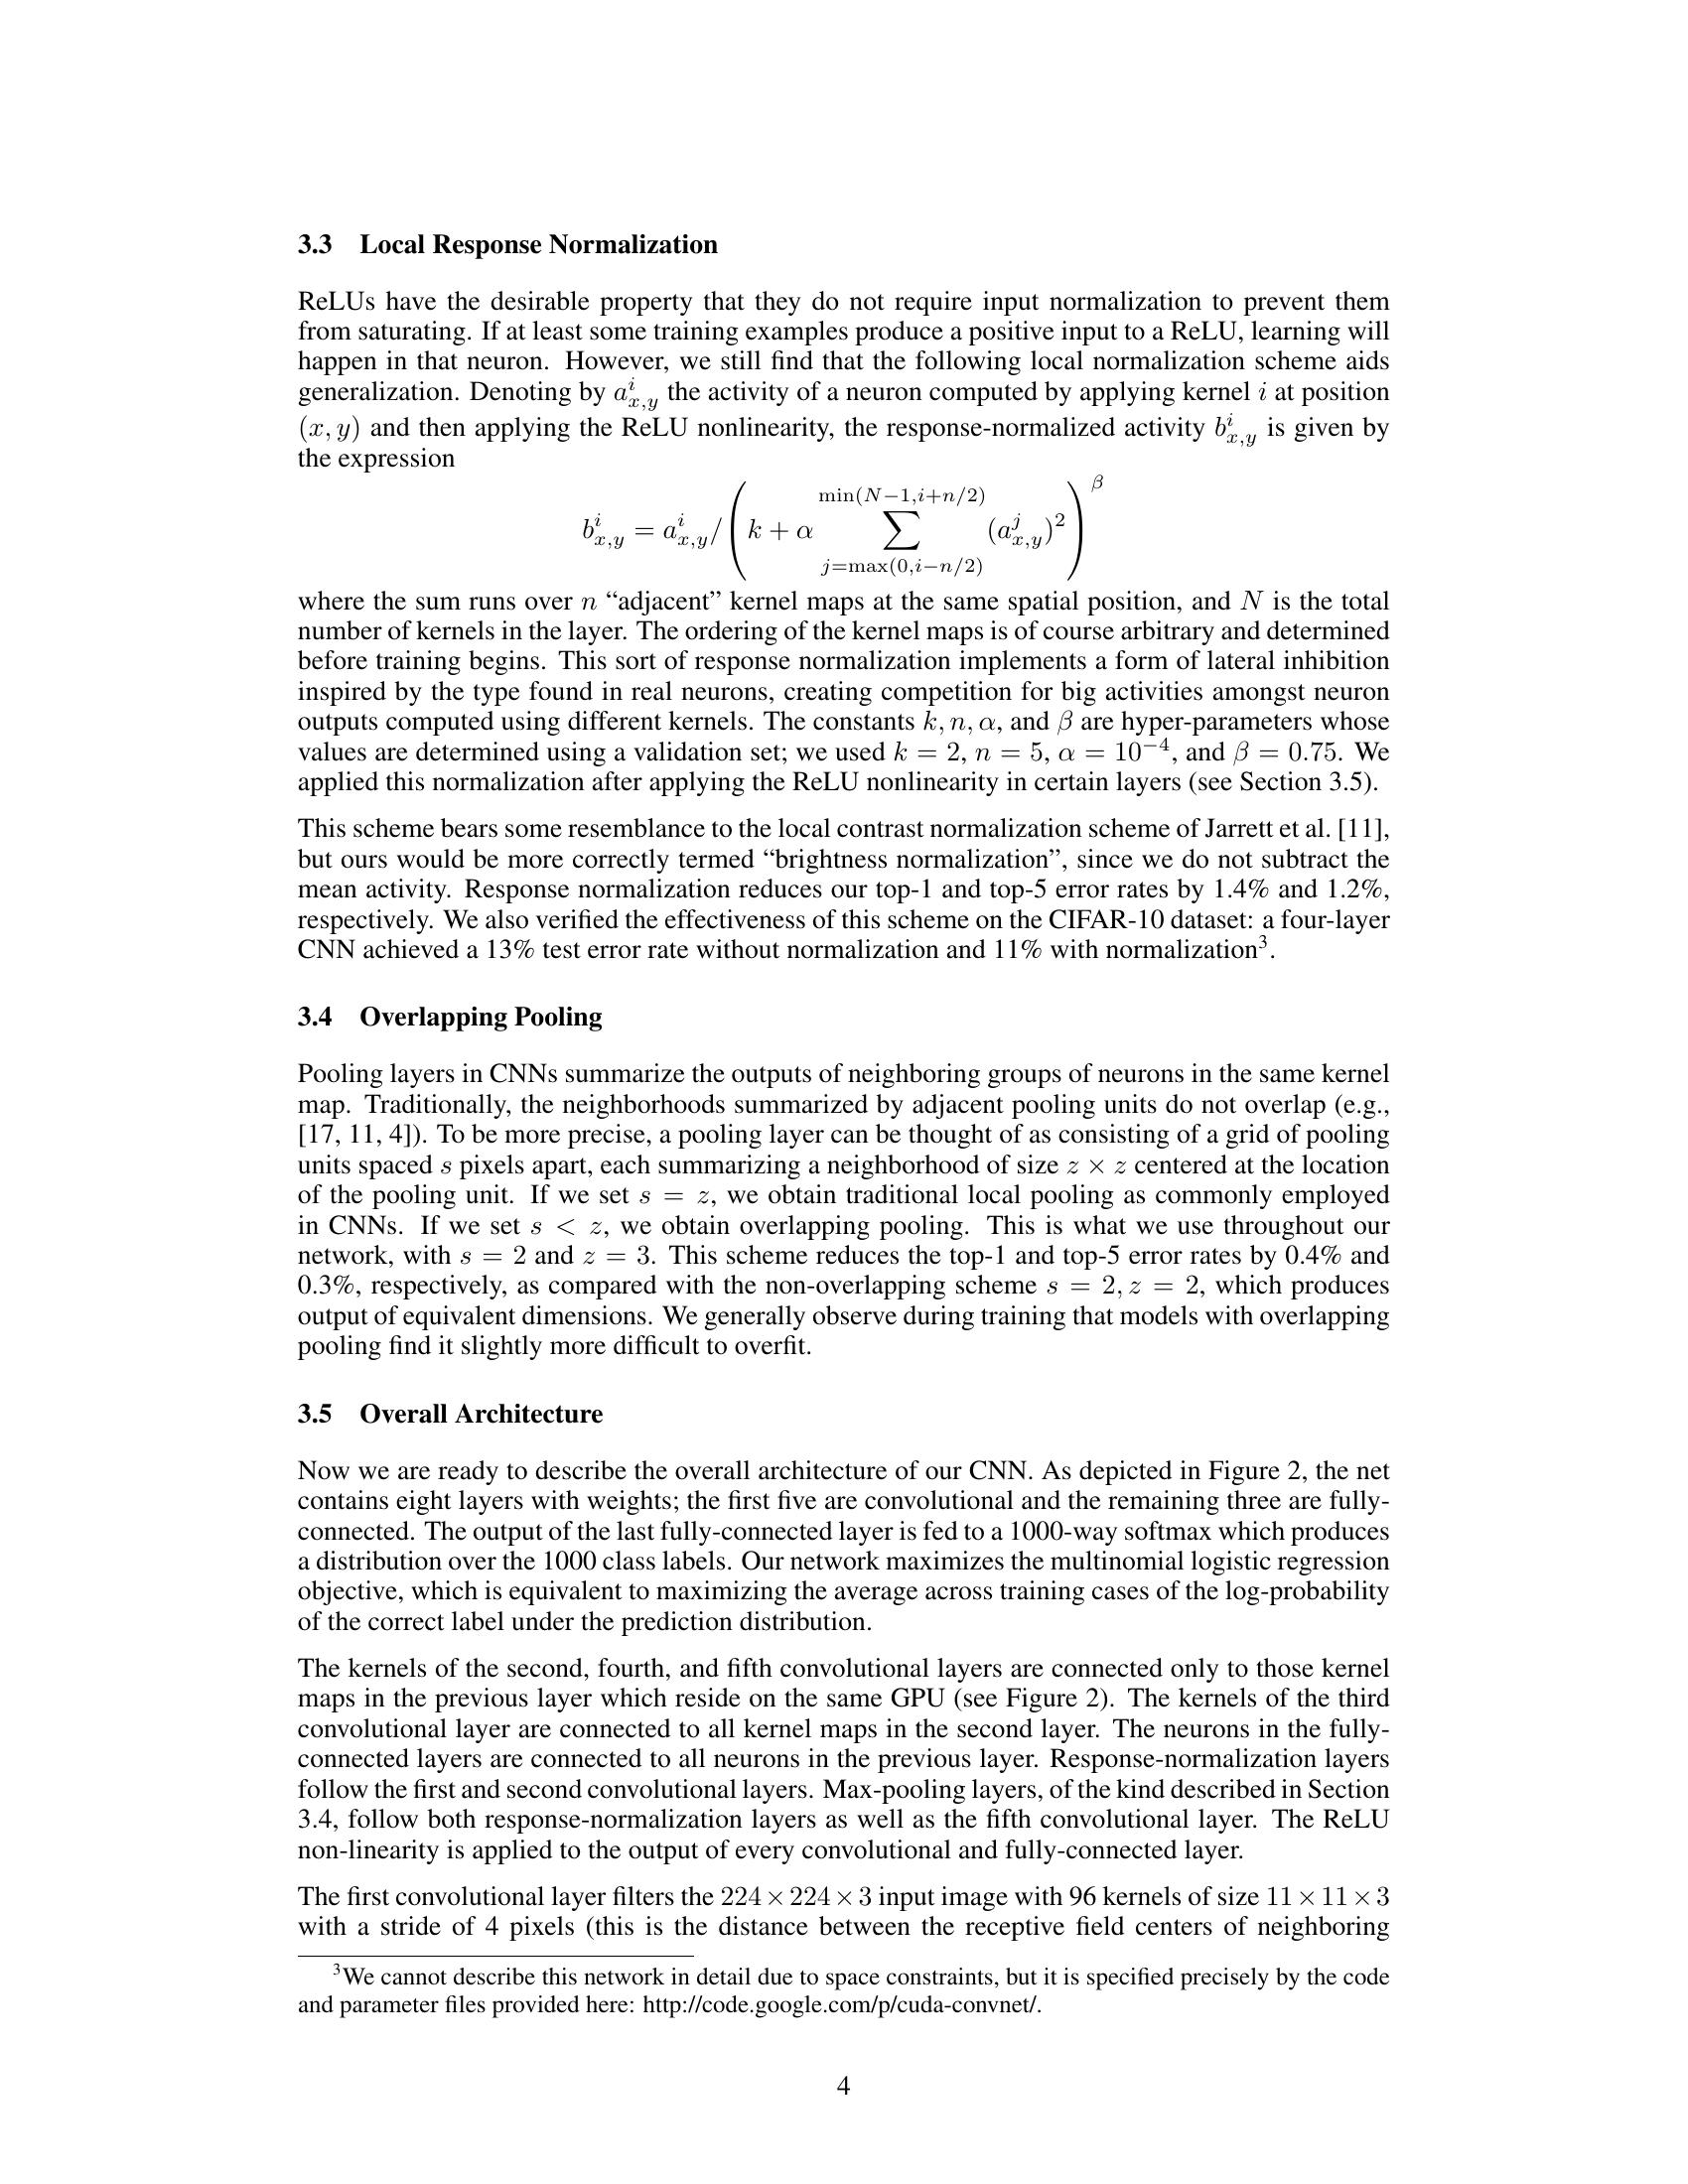 3.3 Local Response Normalization
ReLUs have the desirable property that they do not require input normalization to prevent them
from saturating. If at least some training examples produce a positive input to a ReLU, learning will
happen in that neuron. However, we still find that the following local normalization scheme aids
generalization. Denoting by $a^i_{x,y}$ the activity of a neuron computed by applying kernel $i$ at position
$(x, y)$ and then applying the ReLU nonlinearity, the response-normalized activity $b^i_{x,y}$ is given by
the expression
$b^i_{x,y} = a^i_{x,y} / \left( k + \alpha \sum_{j=\max(0,i-n/2)}^{\min(N-1,i+n/2)} (a^j_{x,y})^2 \right)^\beta$
where the sum runs over $n$ “adjacent” kernel maps at the same spatial position, and $N$ is the total
number of kernels in the layer. The ordering of the kernel maps is of course arbitrary and determined
before training begins. This sort of response normalization implements a form of lateral inhibition
inspired by the type found in real neurons, creating competition for big activities amongst neuron
outputs computed using different kernels. The constants $k, n, \alpha$, and $\beta$ are hyper-parameters whose
values are determined using a validation set; we used $k = 2$, $n = 5$, $\alpha = 10^{-4}$, and $\beta = 0.75$. We
applied this normalization after applying the ReLU nonlinearity in certain layers (see Section 3.5).
This scheme bears some resemblance to the local contrast normalization scheme of Jarrett et al. [11],
but ours would be more correctly termed “brightness normalization”, since we do not subtract the
mean activity. Response normalization reduces our top-1 and top-5 error rates by 1.4% and 1.2%,
respectively. We also verified the effectiveness of this scheme on the CIFAR-10 dataset: a four-layer
CNN achieved a 13% test error rate without normalization and 11% with normalization³.
3.4 Overlapping Pooling
Pooling layers in CNNs summarize the outputs of neighboring groups of neurons in the same kernel
map. Traditionally, the neighborhoods summarized by adjacent pooling units do not overlap (e.g.,
[17, 11, 4]). To be more precise, a pooling layer can be thought of as consisting of a grid of pooling
units spaced $s$ pixels apart, each summarizing a neighborhood of size $z \times z$ centered at the location
of the pooling unit. If we set $s = z$, we obtain traditional local pooling as commonly employed
in CNNs. If we set $s < z$, we obtain overlapping pooling. This is what we use throughout our
network, with $s = 2$ and $z = 3$. This scheme reduces the top-1 and top-5 error rates by 0.4% and
0.3%, respectively, as compared with the non-overlapping scheme $s = 2, z = 2$, which produces
output of equivalent dimensions. We generally observe during training that models with overlapping
pooling find it slightly more difficult to overfit.
3.5 Overall Architecture
Now we are ready to describe the overall architecture of our CNN. As depicted in Figure 2, the net
contains eight layers with weights; the first five are convolutional and the remaining three are fully-
connected. The output of the last fully-connected layer is fed to a 1000-way softmax which produces
a distribution over the 1000 class labels. Our network maximizes the multinomial logistic regression
objective, which is equivalent to maximizing the average across training cases of the log-probability
of the correct label under the prediction distribution.
The kernels of the second, fourth, and fifth convolutional layers are connected only to those kernel
maps in the previous layer which reside on the same GPU (see Figure 2). The kernels of the third
convolutional layer are connected to all kernel maps in the second layer. The neurons in the fully-
connected layers are connected to all neurons in the previous layer. Response-normalization layers
follow the first and second convolutional layers. Max-pooling layers, of the kind described in Section
3.4, follow both response-normalization layers as well as the fifth convolutional layer. The ReLU
non-linearity is applied to the output of every convolutional and fully-connected layer.
The first convolutional layer filters the $224 \times 224 \times 3$ input image with 96 kernels of size $11 \times 11 \times 3$
with a stride of 4 pixels (this is the distance between the receptive field centers of neighboring
³We cannot describe this network in detail due to space constraints, but it is specified precisely by the code
and parameter files provided here: http://code.google.com/p/cuda-convnet/.
4